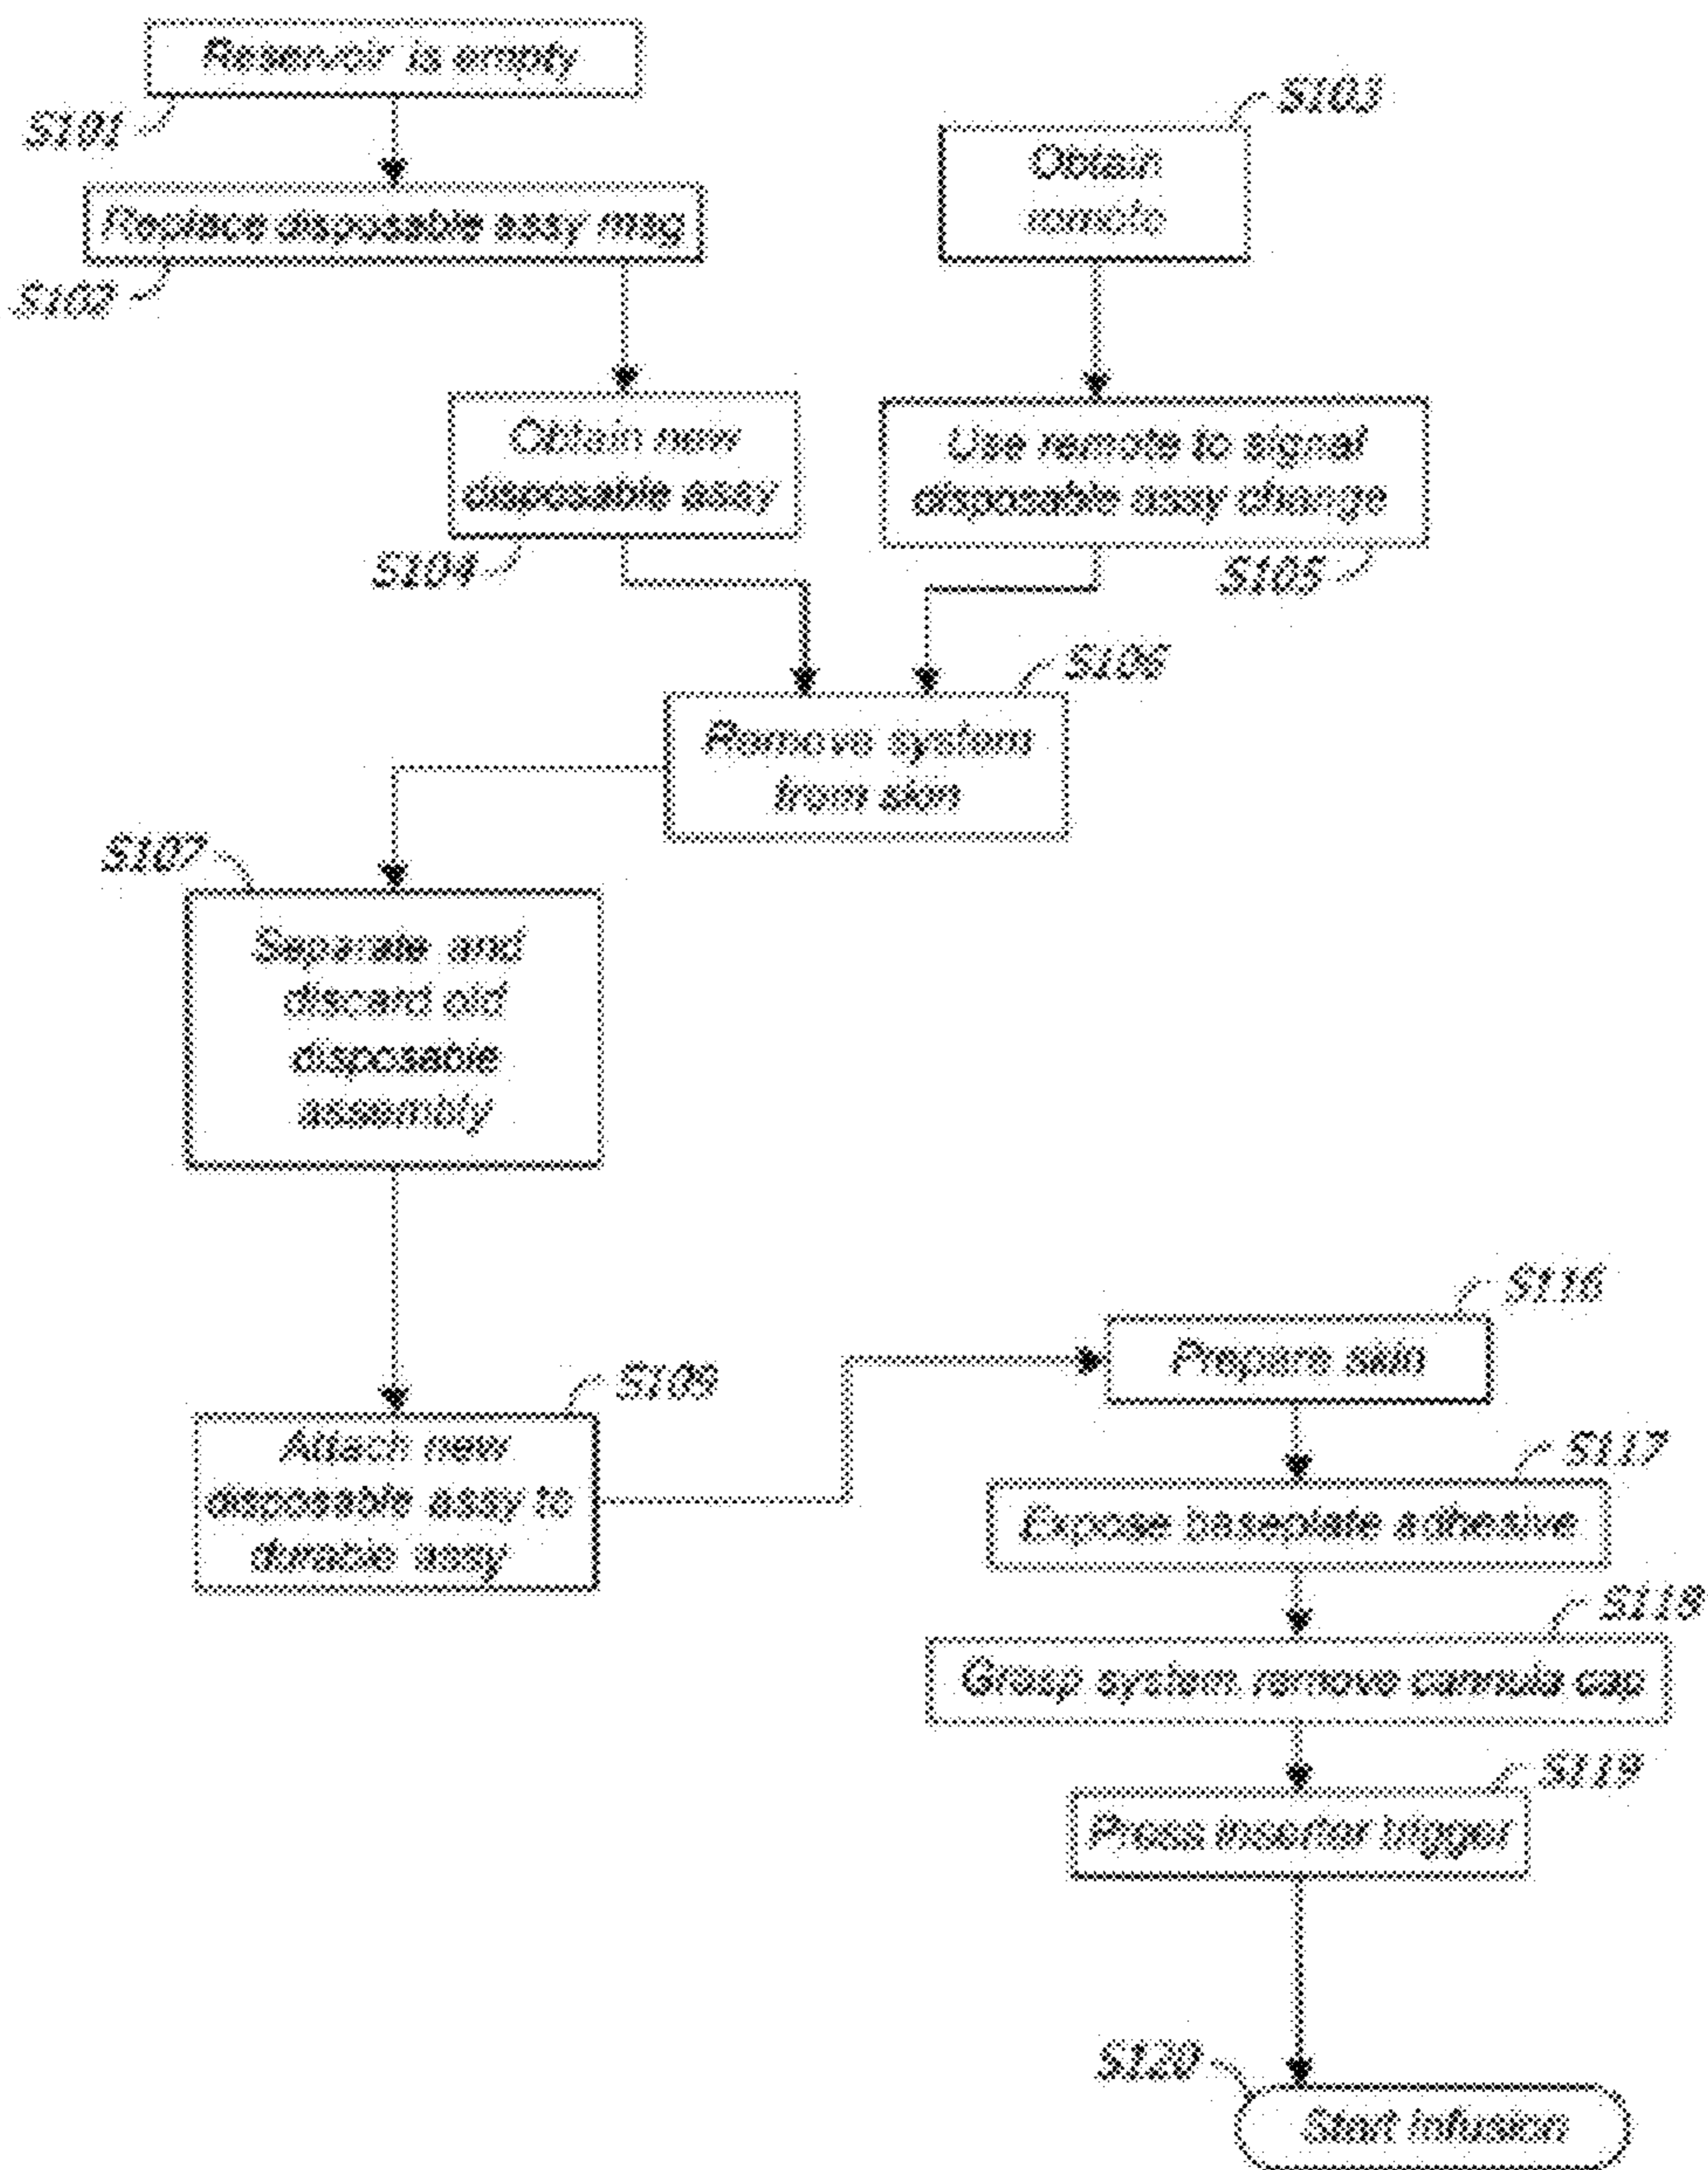 Reservoir is empty
S101
S103
Obtain
remote
Replace disposable assy msg
S102
Obtain new
disposable assy
S104
Use remote to signal
disposable assy change
S105
S106
Remove system
from skin
S107
Separate and
discard old
disposable
assembly
S116
Prepare skin
Attach new
disposable assy to
durable assy
S117
Expose baseplate adhesive
S118
Grasp system remove cannula cap
S119
Press inserter trigger
S120
Start infusion